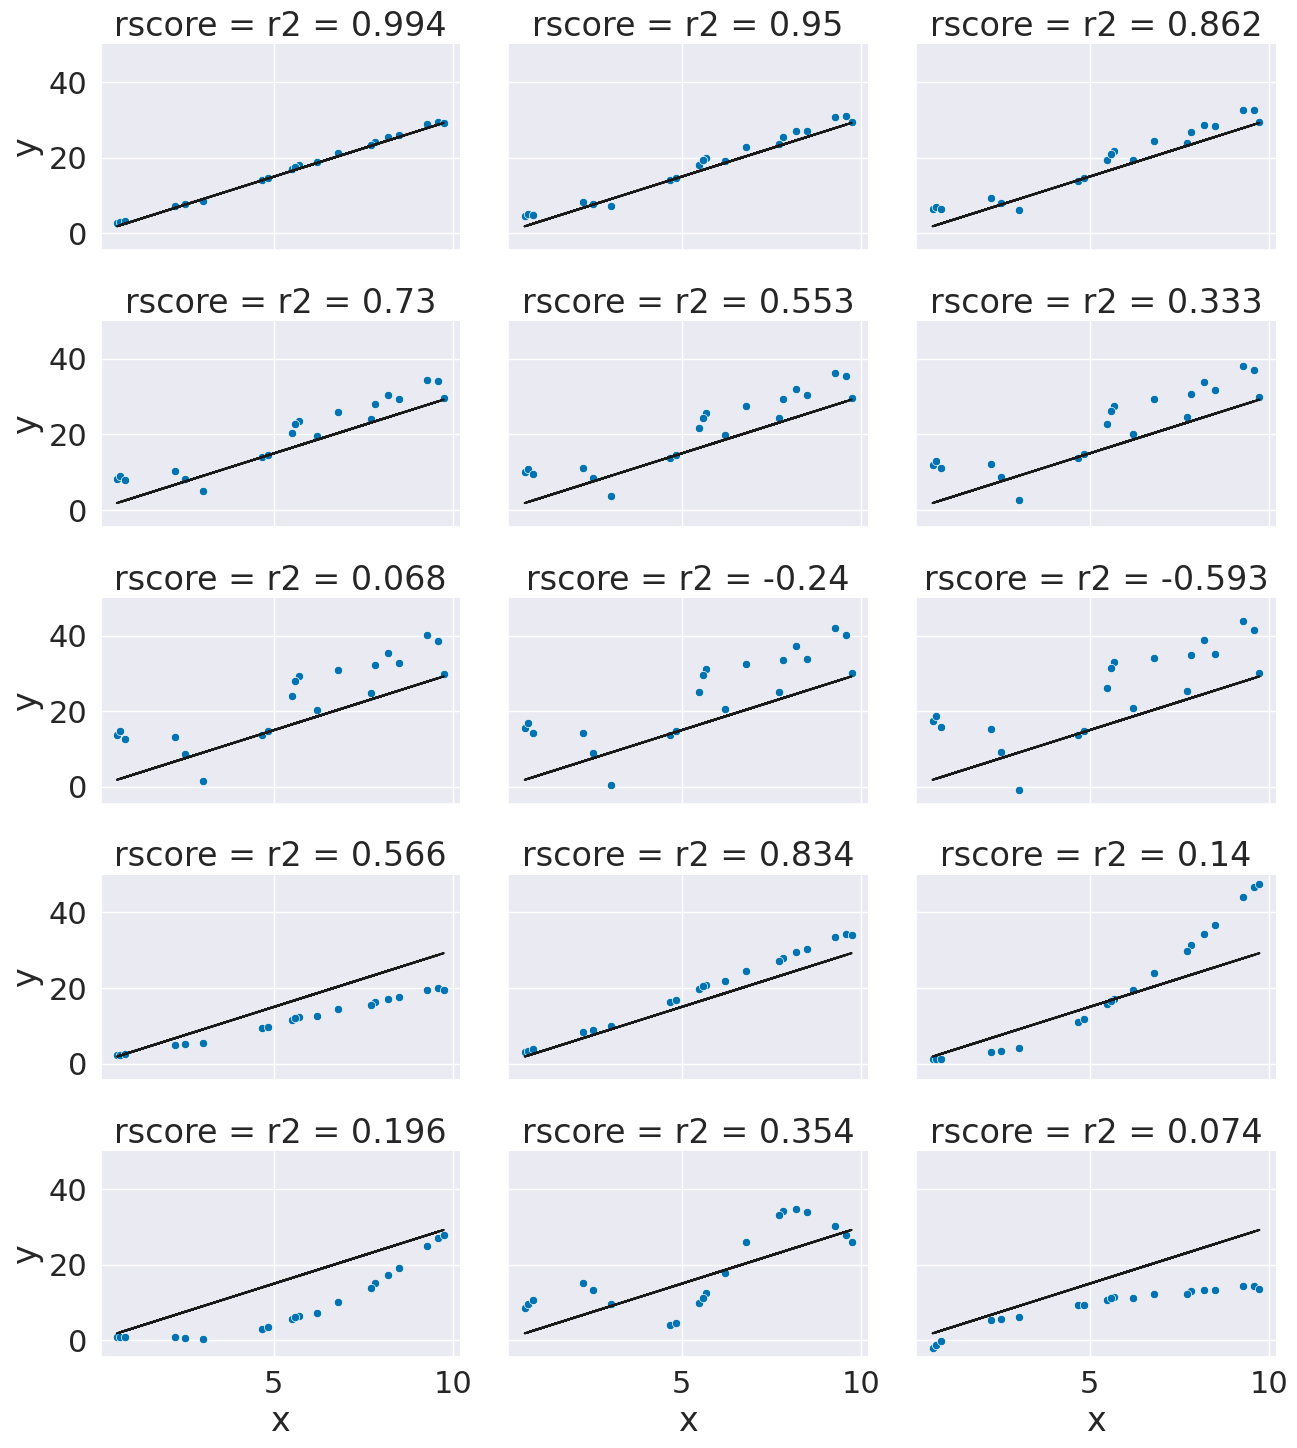 rscore = r2 = 0.994 rscore = r2 = 0.95 rscore = r2 = 0.862
40
20
0
y
rscore = r2 = 0.73 rscore = r2 = 0.553 rscore = r2 = 0.333
40
20
0
y
rscore = r2 = 0.068 rscore = r2 = -0.24 rscore = r2 = -0.593
40
20
0
y
rscore = r2 = 0.566 rscore = r2 = 0.834 rscore = r2 = 0.14
40
20
0
y
rscore = r2 = 0.196 rscore = r2 = 0.354 rscore = r2 = 0.074
40
20
0
y
5 10 5 10 5 10
x x x